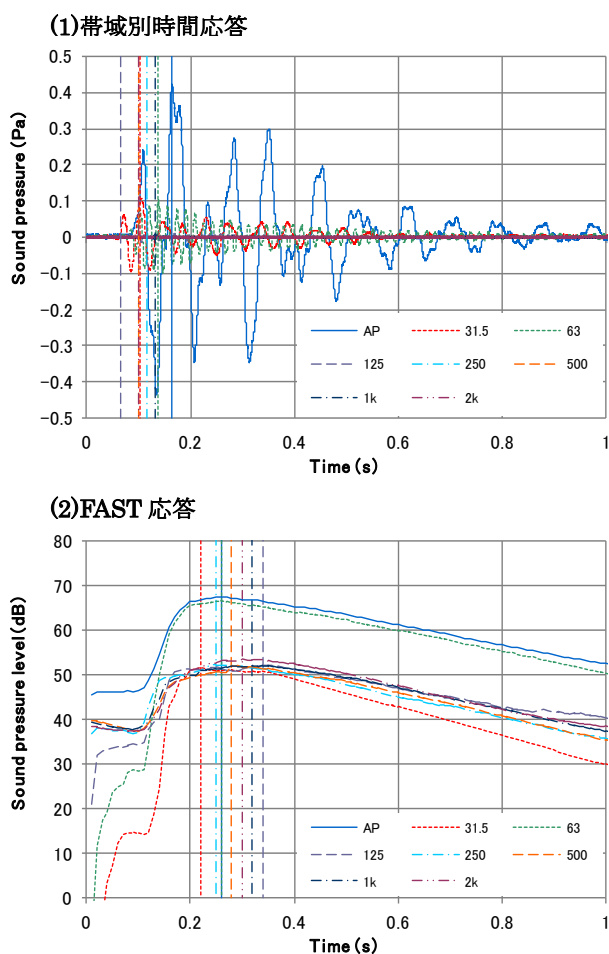 (1)帯域別時間応答
0.5
0.4
0.3
0.2
0.1
0
−0.1
−0.2
−0.3
−0.4
−0.5
Sound pressure(Pa)
AP 31.5 63
125 250 500
1k 2k
0 0.2 0.4 0.6 0.8 1
Time(s)
(2)FAST 応答
80
70
60
50
40
30
20
10
0
Sound pressure level(dB)
AP 31.5 63
125 250 500
1k 2k
0 0.2 0.4 0.6 0.8 1
Time(s)